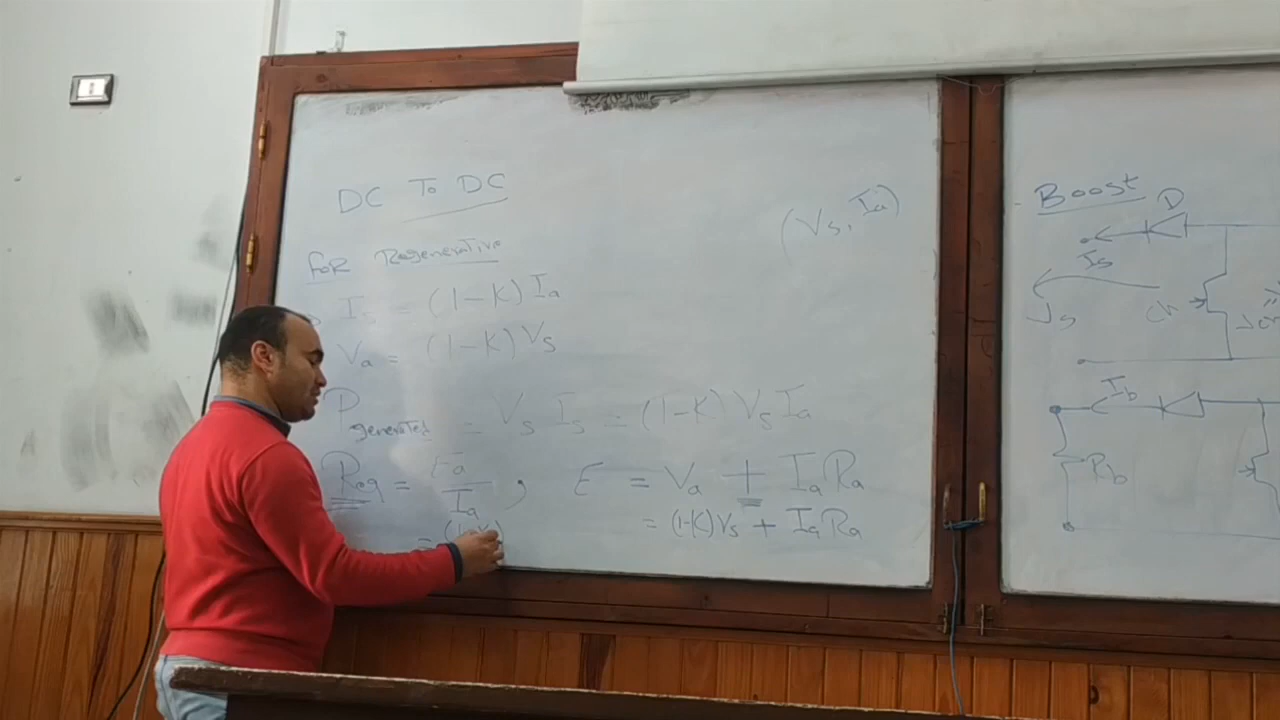 DC To DC
(Vs, Ia)
FOR Regenerative
Is = (1-K) Ia
Va = (1-K) Vs
P generated = Vs Is = (1-K) Vs Ia
Req = Ea / Ia , E = Va + Ia Ra
= (1-K) = (1-K) Vs + Ia Ra
Boost
D
Is
Ch
Ib
Rb